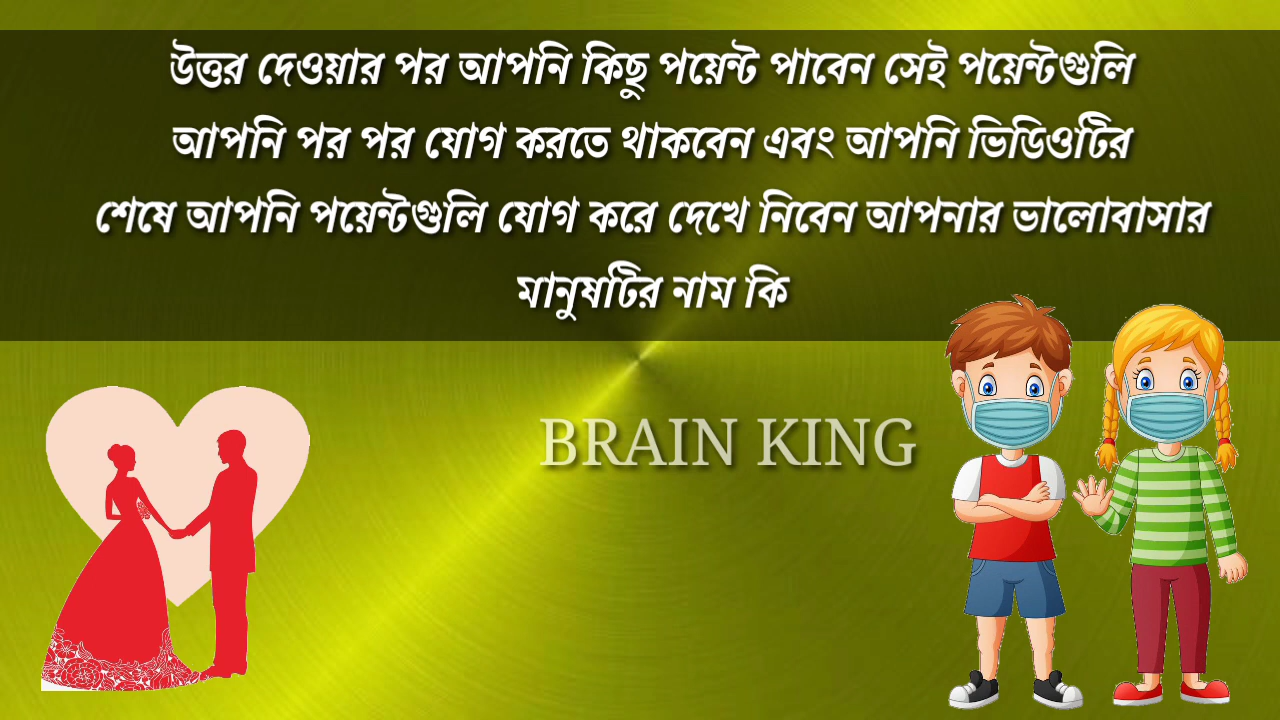 উত্তর দেওয়ার পর আপনি কিছু পয়েন্ট পাবেন সেই পয়েন্টগুলি
আপনি পর পর যোগ করতে থাকবেন এবং আপনি ভিডিওটির
শেষে আপনি পয়েন্টগুলি যোগ করে দেখে নিবেন আপনার ভালোবাসার
মানুষটির নাম কি
BRAIN KING